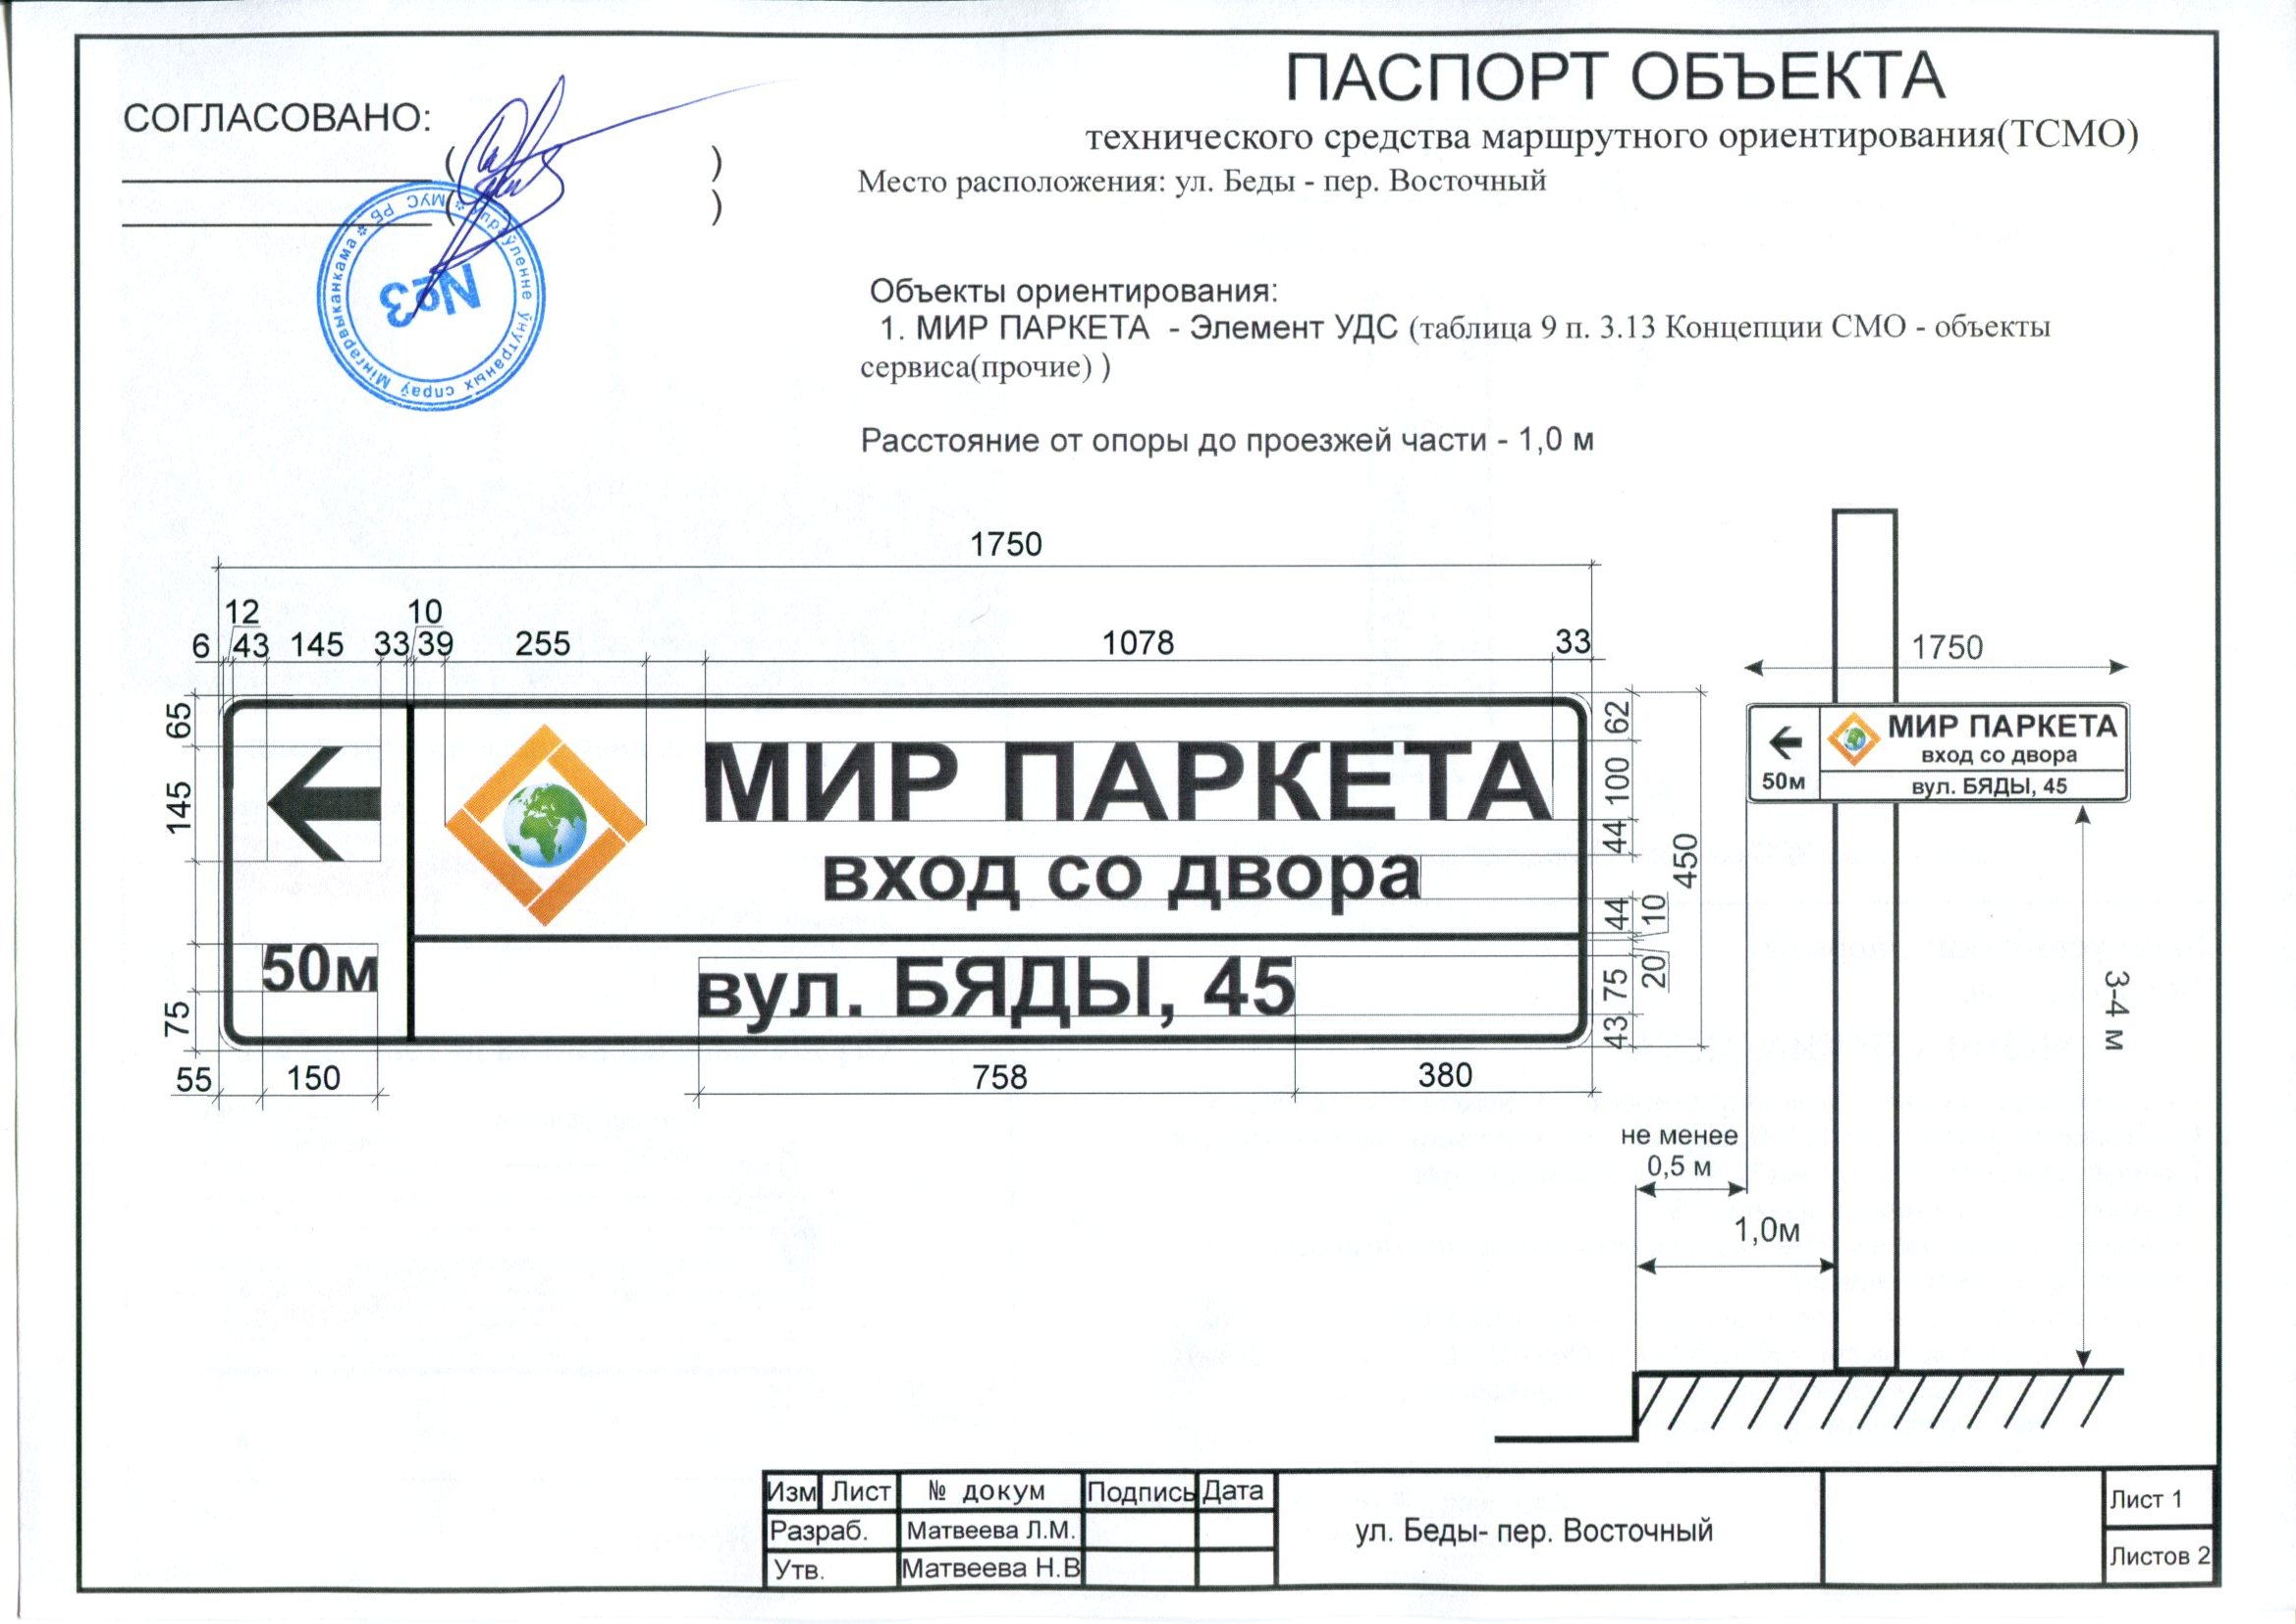 ПАСПОРТ ОБЪЕКТА
технического средства маршрутного ориентирования(ТСМО)
СОГЛАСОВАНО:
( )
( )
Место расположения: ул. Беды - пер. Восточный
Упраўленне ўнутраных спраў Мінгарвыканкама * МУС РБ *
№3
Объекты ориентирования:
1. МИР ПАРКЕТА - Элемент УДС (таблица 9 п. 3.13 Концепции СМО - объекты
сервиса(прочие) )
Расстояние от опоры до проезжей части - 1,0 м
1750
12 10
6 43 145 33 39 255 1078 33
65
145
75
МИР ПАРКЕТА
вход со двора
50м
вул. БЯДЫ, 45
62
100
44
44
10
20
75
43
450
55 150 758 380
1750
МИР ПАРКЕТА
вход со двора
50м
вул. БЯДЫ, 45
3-4 м
не менее
0,5 м
1,0м
Изм Лист № докум Подпись Дата
Разраб. Матвеева Л.М.
Утв. Матвеева Н.В
ул. Беды- пер. Восточный
Лист 1
Листов 2